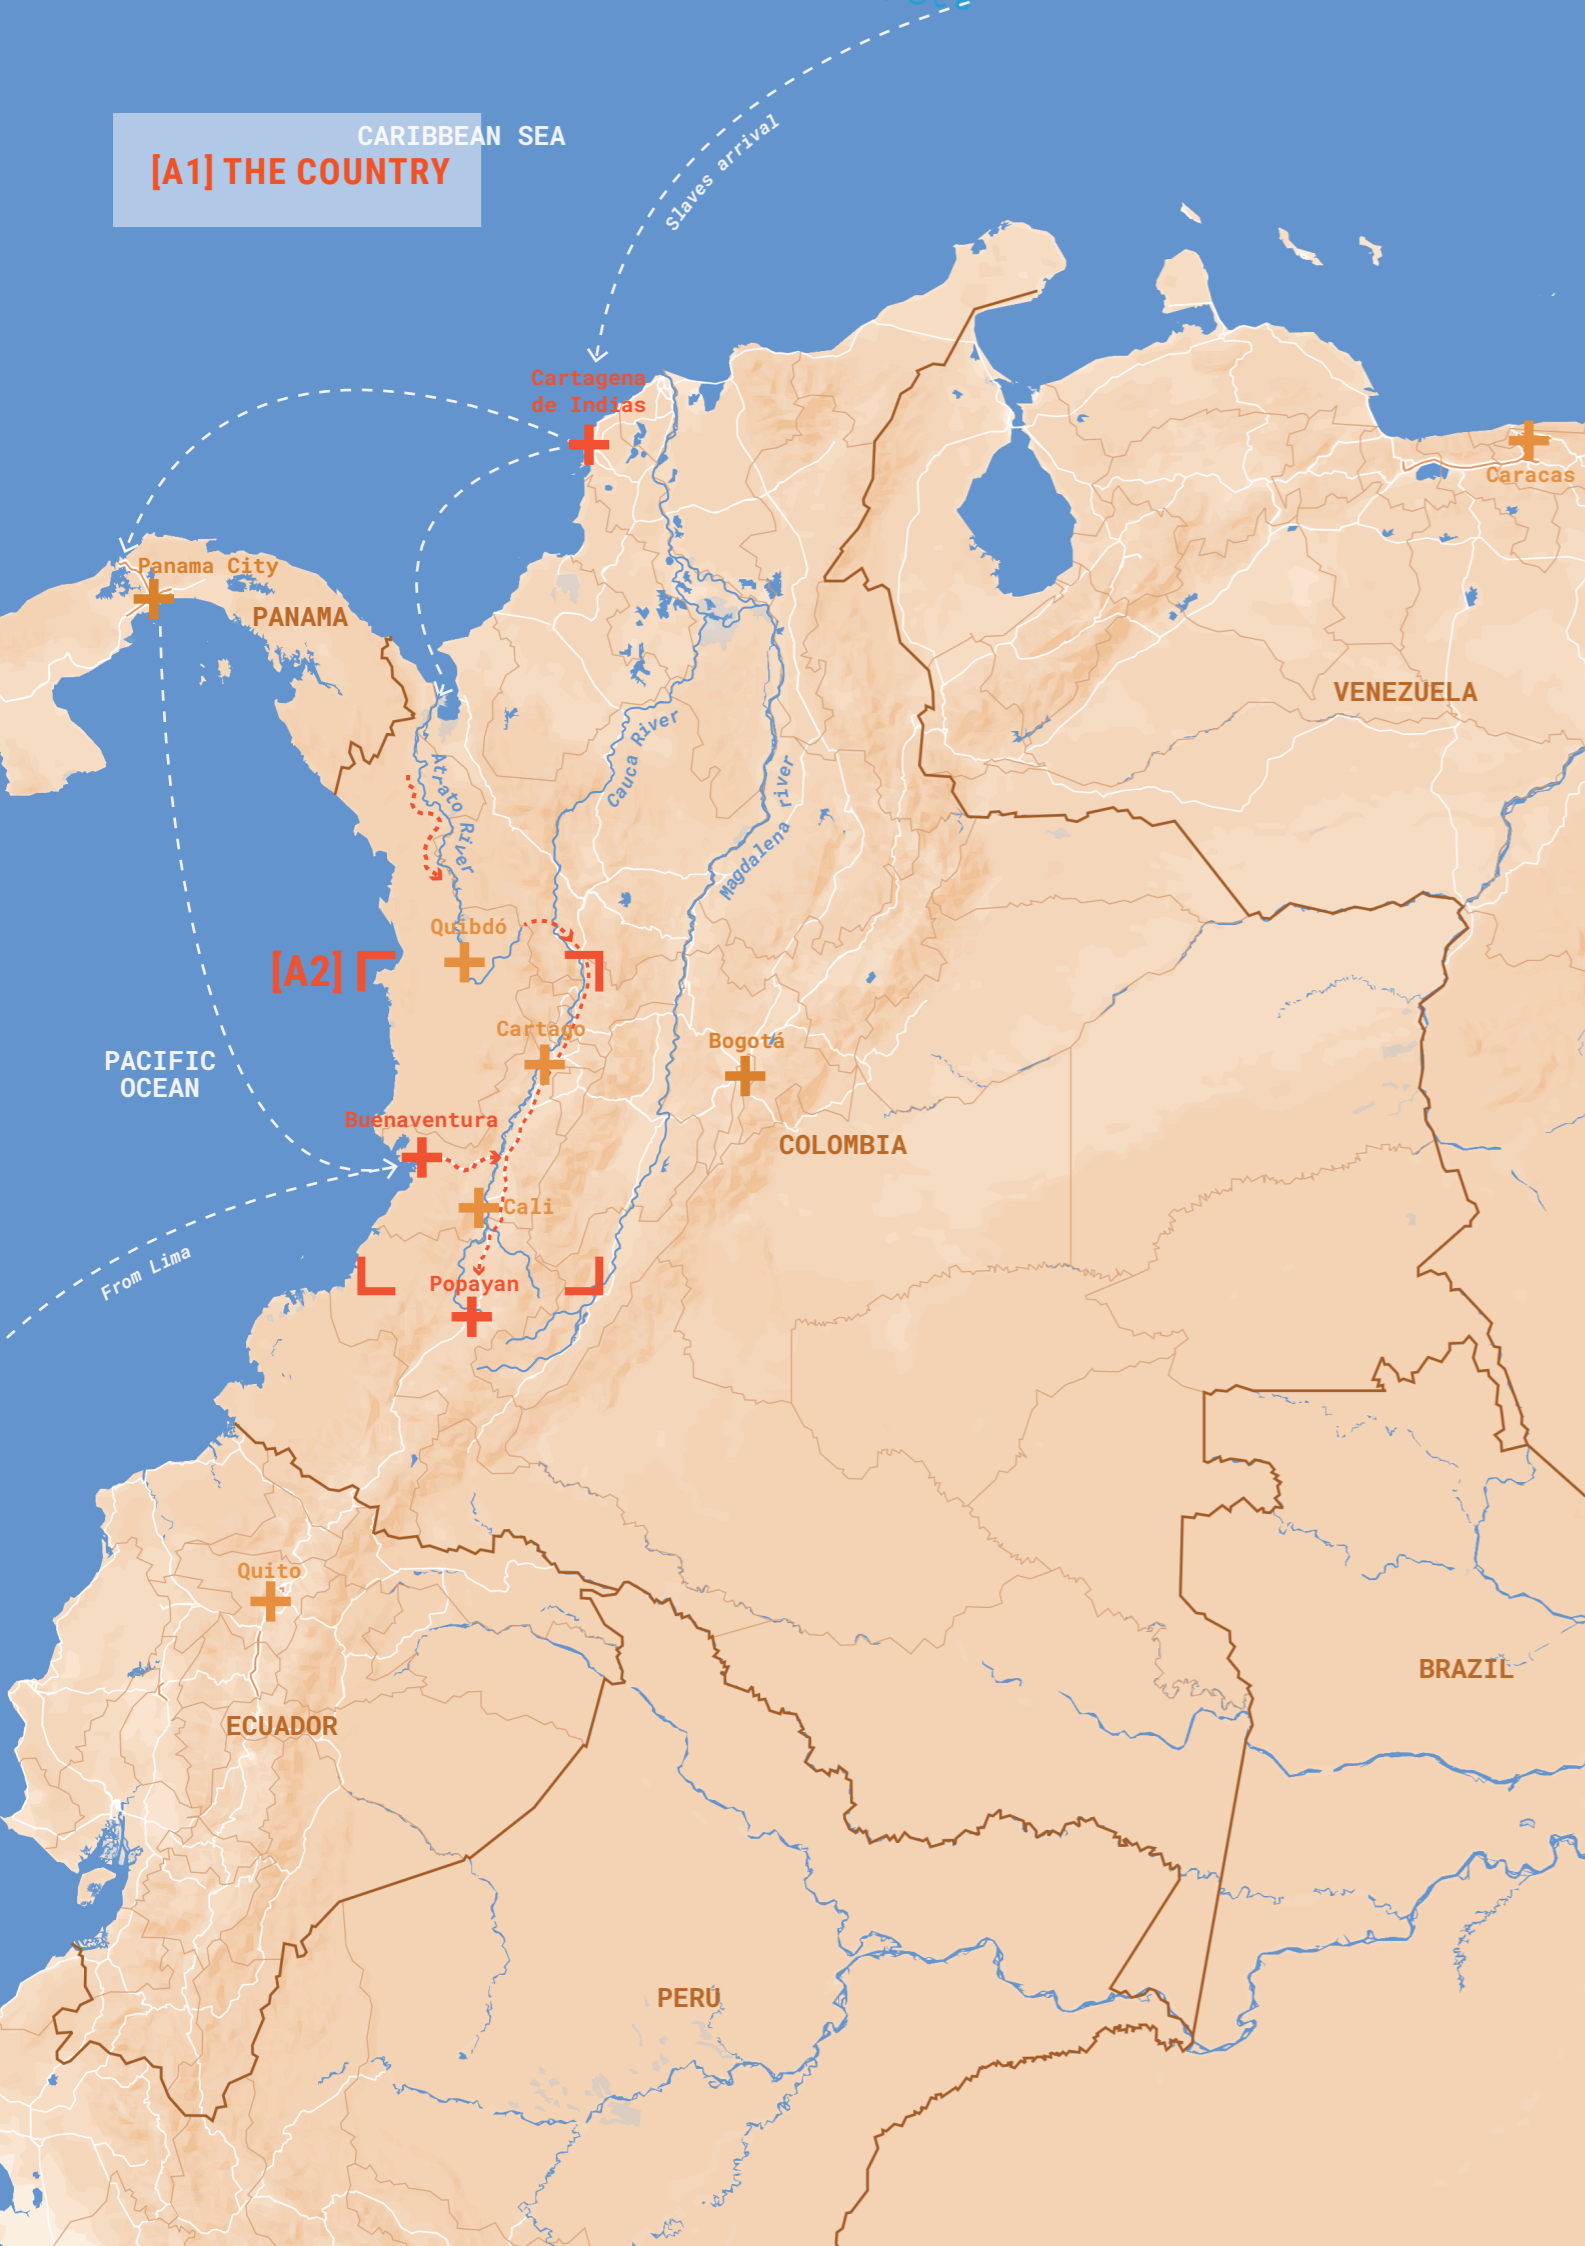 CARIBBEAN SEA
[A1] THE COUNTRY
Slaves arrival
Cartagena
de Indias
Caracas
Panama City
PANAMA
VENEZUELA
Cauca River
Atrato River
Magdalena river
Quibdó
[A2]
Cartago
Bogotá
PACIFIC
OCEAN
Buenaventura
COLOMBIA
Cali
From Lima
Popayan
Quito
BRAZIL
ECUADOR
PERÚ